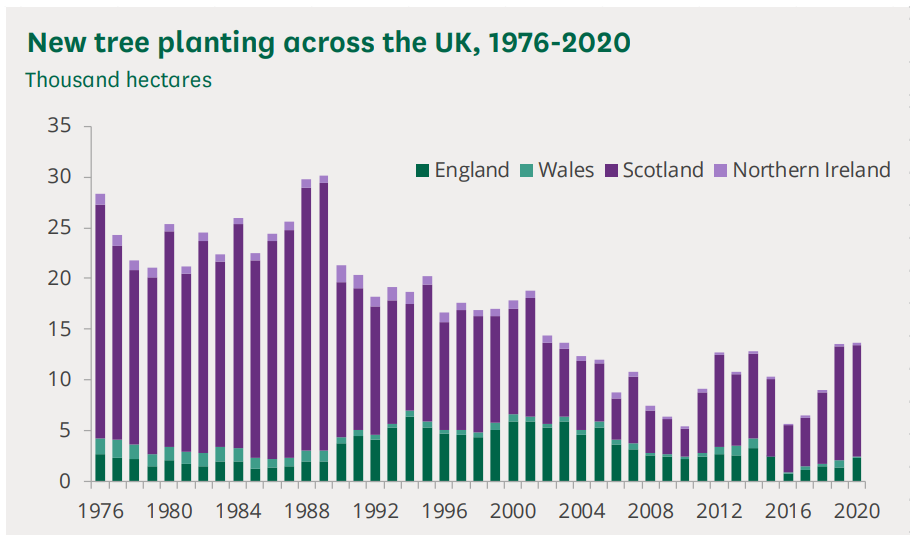 New tree planting across the UK, 1976-2020
Thousand hectares
35
30
England Wales Scotland Northern Ireland
25
20
15
10
5
0
1976 1980 1984 1988 1992 1996 2000 2004 2008 2012 2016 2020